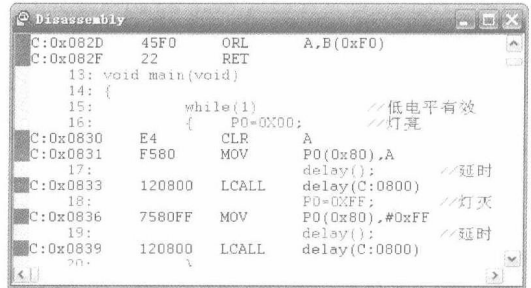 Disassembly
C:0x082D 45F0 ORL A,B(0xF0)
C:0x082F 22 RET
13: void main(void)
14: {
15: while(1) //低电平有效
16: { P0=0X00; //灯亮
C:0x0830 E4 CLR A
C:0x0831 F580 MOV P0(0x80),A
17: delay(); //延时
C:0x0833 120800 LCALL delay(C:0800)
18: P0=0XFF; //灯灭
C:0x0836 7580FF MOV P0(0x80),#0xFF
19: delay(); //延时
C:0x0839 120800 LCALL delay(C:0800)
20: }